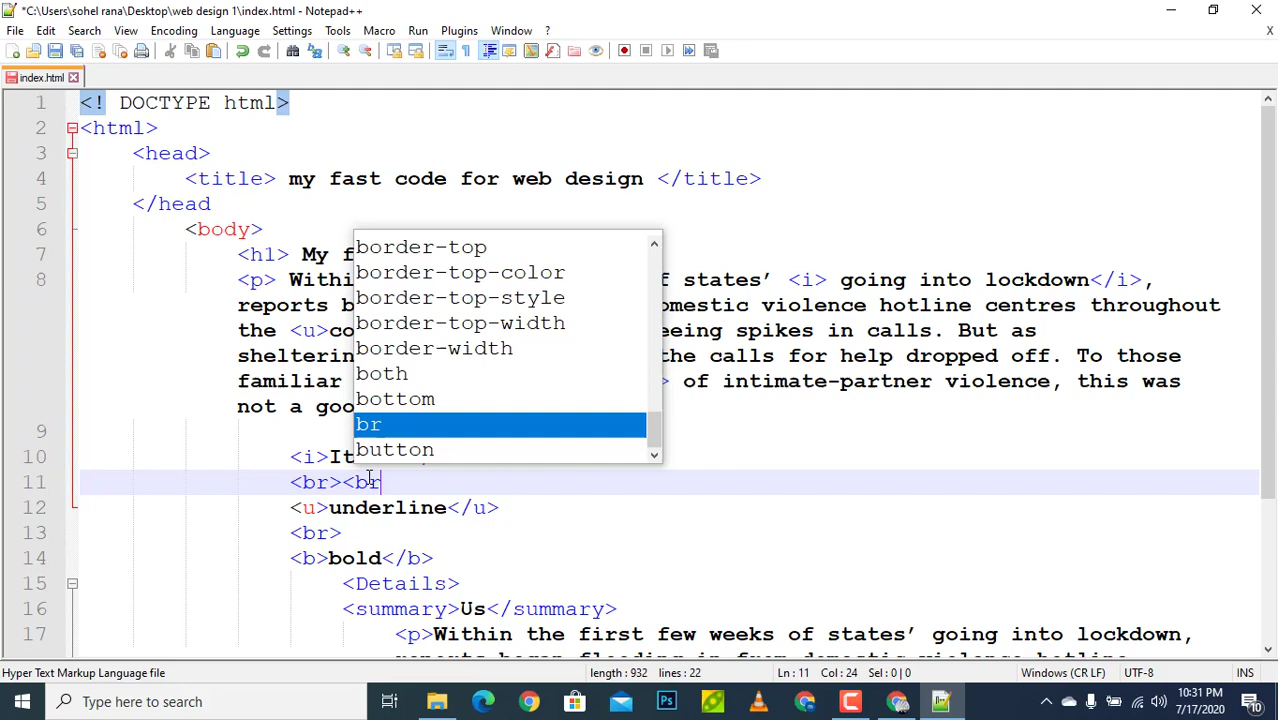 *C:\Users\sohel rana\Desktop\web design 1\index.html - Notepad++
File Edit Search View Encoding Language Settings Tools Macro Run Plugins Window ? X
index.html
1 <! DOCTYPE html>
2 <html>
3 <head>
4 <title> my fast code for web design </title>
5 </head
6 <body>
border-top
7 <h1> My f
border-top-color
8 <p> Withi f states’ <i> going into lockdown</i>,
border-top-style
reports b omestic violence hotline centres throughout
border-top-width
the <u>co eeing spikes in calls. But as
border-width
shelterin the calls for help dropped off. To those
both
familiar > of intimate-partner violence, this was
bottom
not a goo
br
9
button
10 <i>It
11 <br><br
12 <u>underline</u>
13 <br>
14 <b>bold</b>
15 <Details>
16 <summary>Us</summary>
17 <p>Within the first few weeks of states’ going into lockdown,
Hyper Text Markup Language file length : 932 lines : 22 Ln : 11 Col : 24 Sel : 0 | 0 Windows (CR LF) UTF-8 INS
Type here to search Ps 10:31 PM
7/17/2020 10